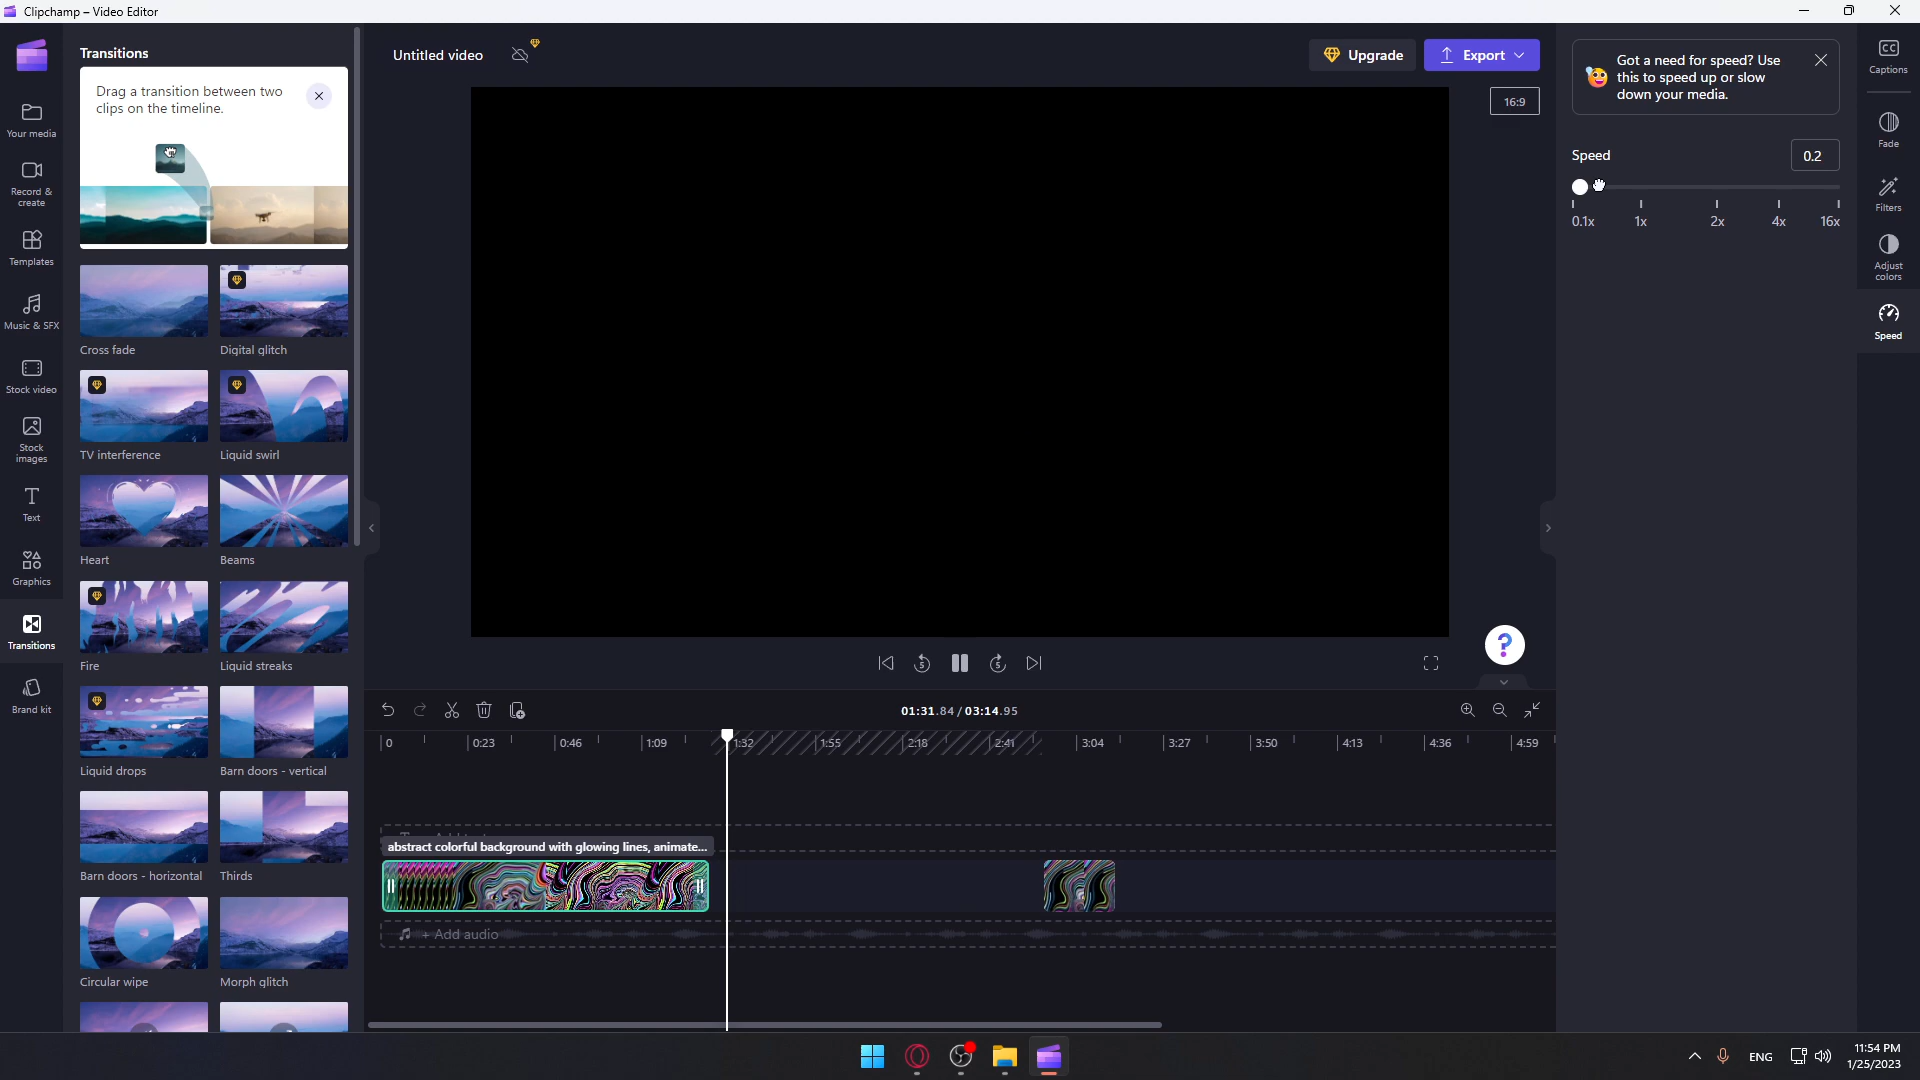 Clipchamp – Video Editor
Your media
Record &
create
Templates
Music & SFX
Stock video
Stock
images
Text
Graphics
Transitions
Brand kit
Transitions
Drag a transition between two
clips on the timeline.
Cross fade
Digital glitch
TV interference
Liquid swirl
Heart
Beams
Fire
Liquid streaks
Liquid drops
Barn doors - vertical
Barn doors - horizontal
Thirds
Circular wipe
Morph glitch
Untitled video
Upgrade
Export
16:9
5
5
?
01:31.84 / 03:14.95
0
0:23
0:46
1:09
1:32
1:55
2:18
2:41
3:04
3:27
3:50
4:13
4:36
4:59
abstract colorful background with glowing lines, animate...
+ Add audio
Got a need for speed? Use
this to speed up or slow
down your media.
Speed
0.2
0.1x
1x
2x
4x
16x
CC
Captions
Fade
Filters
Adjust
colors
Speed
ENG
11:54 PM
1/25/2023